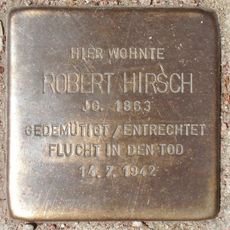 HIER WOHNTE
ROBERT HIRSCH
JG. 1863
GEDEMÜTIGT / ENTRECHTET
FLUCHT IN DEN TOD
14.7.1942